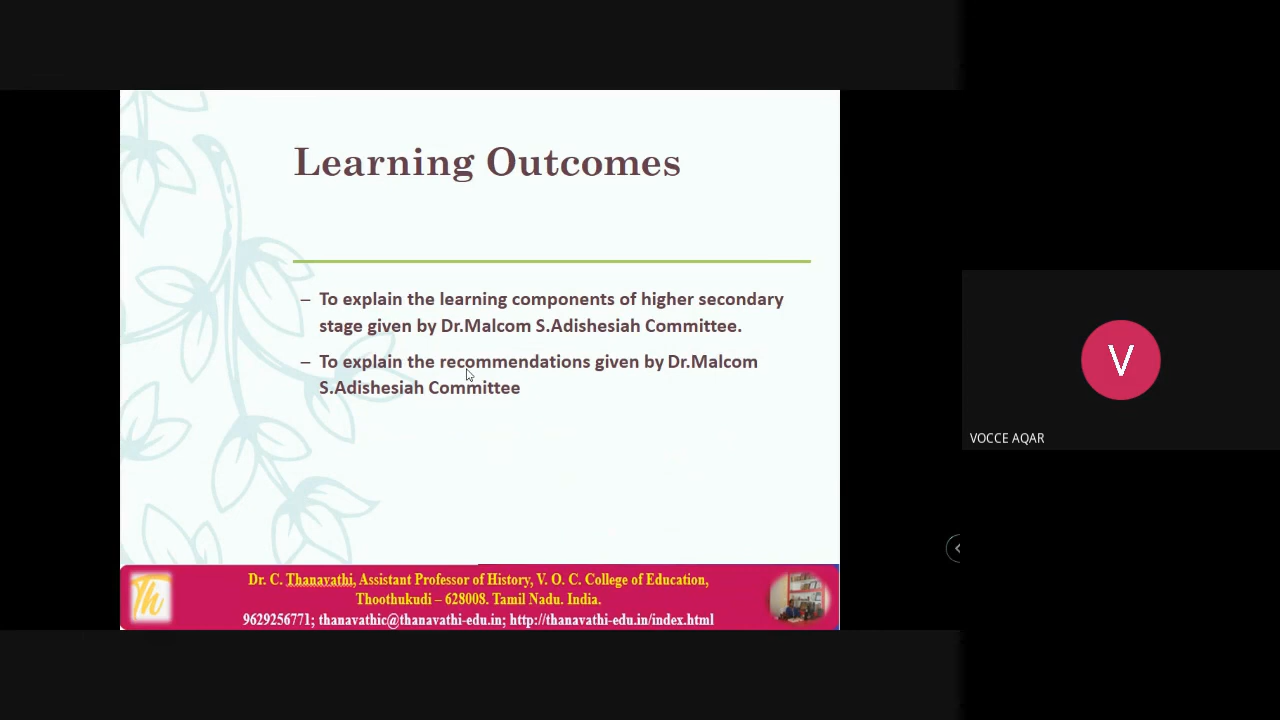 Learning Outcomes
– To explain the learning components of higher secondary
stage given by Dr.Malcom S.Adishesiah Committee.
– To explain the recommendations given by Dr.Malcom
S.Adishesiah Committee
Th
Dr. C. Thanavathi, Assistant Professor of History, V. O. C. College of Education,
Thoothukudi – 628008. Tamil Nadu. India.
9629256771; thanavathic@thanavathi-edu.in; http://thanavathi-edu.in/index.html
V
VOCCE AQAR